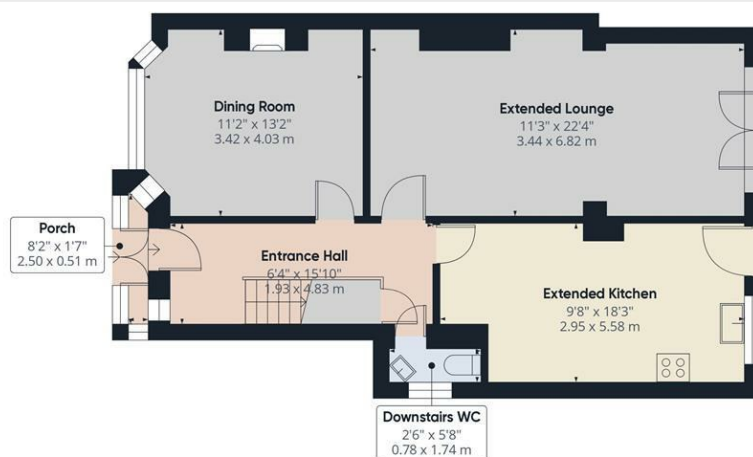 Dining Room
11'2" x 13'2"
3.42 x 4.03 m
Extended Lounge
11'3" x 22'4"
3.44 x 6.82 m
Porch
8'2" x 1'7"
2.50 x 0.51 m
Entrance Hall
6'4" x 15'10"
1.93 x 4.83 m
Extended Kitchen
9'8" x 18'3"
2.95 x 5.58 m
Downstairs WC
2'6" x 5'8"
0.78 x 1.74 m